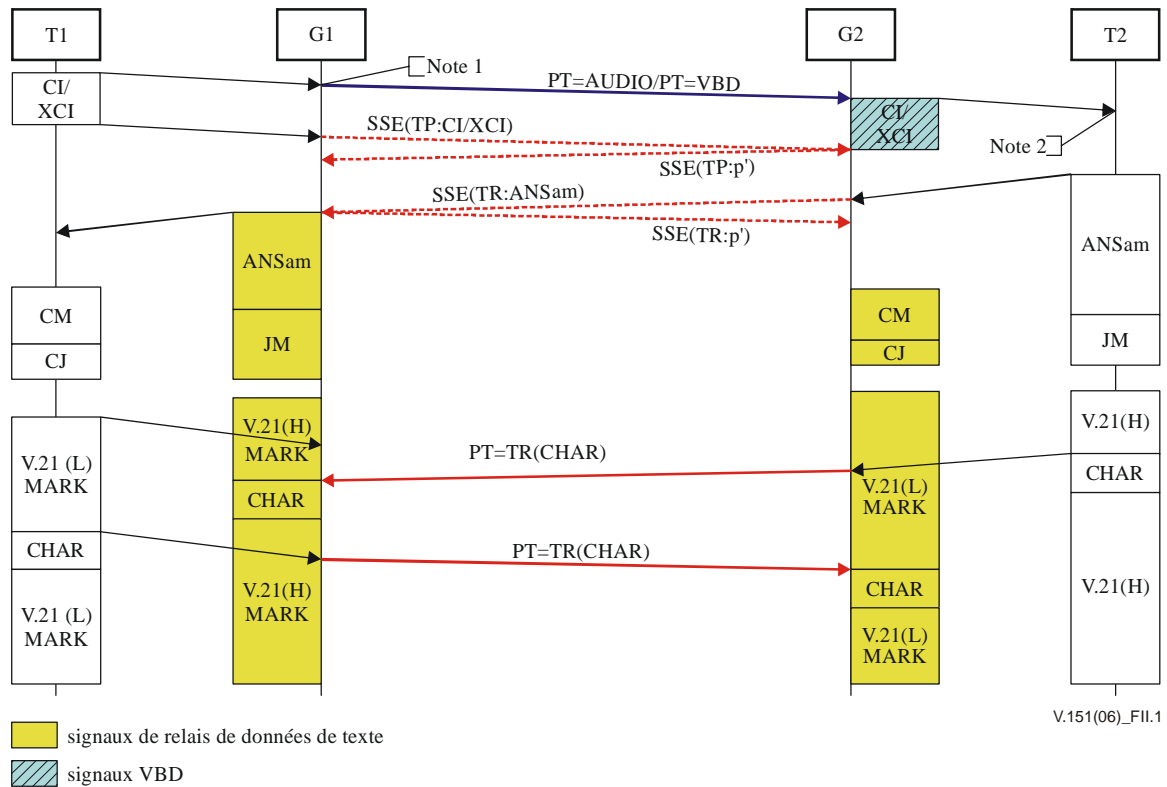 T1
G1
G2
T2
CI/
XCI
Note 1
PT=AUDIO/PT=VBD
CI/
XCI
SSE(TP:CI/XCI)
Note 2
SSE(TP:p')
SSE(TR:ANSam)
SSE(TR:p')
ANSam
ANSam
CM
CM
JM
JM
CJ
CJ
V.21(H)
MARK
V.21(H)
PT=TR(CHAR)
V.21 (L)
MARK
CHAR
V.21(L)
MARK
CHAR
CHAR
PT=TR(CHAR)
V.21(H)
MARK
CHAR
V.21(H)
V.21 (L)
MARK
V.21(L)
MARK
V.151(06)_FII.1
signaux de relais de données de texte
signaux VBD